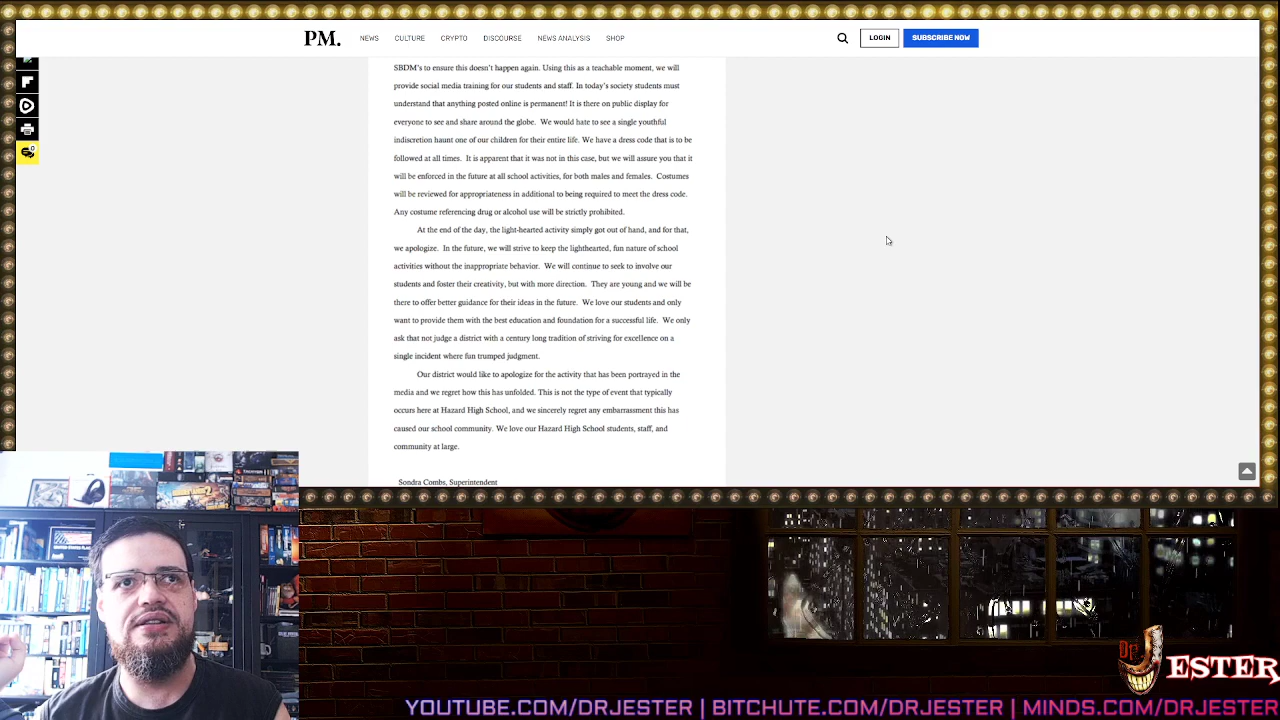 PM.
NEWS CULTURE CRYPTO DISCOURSE NEWS ANALYSIS SHOP
LOGIN
SUBSCRIBE NOW
0
SBDM's to ensure this doesn't happen again. Using this as a teachable moment, we will
provide social media training for our students and staff. In today's society students must
understand that anything posted online is permanent! It is there on public display for
everyone to see and share around the globe. We would hate to see a single youthful
indiscretion haunt one of our children for their entire life. We have a dress code that is to be
followed at all times. It is apparent that it was not in this case, but we will assure you that it
will be enforced in the future at all school activities, for both males and females. Costumes
will be reviewed for appropriateness in additional to being required to meet the dress code.
Any costume referencing drug or alcohol use will be strictly prohibited.
At the end of the day, the light-hearted activity simply got out of hand, and for that,
we apologize. In the future, we will strive to keep the lighthearted, fun nature of school
activities without the inappropriate behavior. We will continue to seek to involve our
students and foster their creativity, but with more direction. They are young and we will be
there to offer better guidance for their ideas in the future. We love our students and only
want to provide them with the best education and foundation for a successful life. We only
ask that not judge a district with a century long tradition of striving for excellence on a
single incident where fun trumped judgment.
Our district would like to apologize for the activity that has been portrayed in the
media and we regret how this has unfolded. This is not the type of event that typically
occurs here at Hazard High School, and we sincerely regret any embarrassment this has
caused our school community. We love our Hazard High School students, staff, and
community at large.
Sondra Combs, Superintendent
Dr JESTER
YOUTUBE.COM/DRJESTER | BITCHUTE.COM/DRJESTER | MINDS.COM/DRJESTER